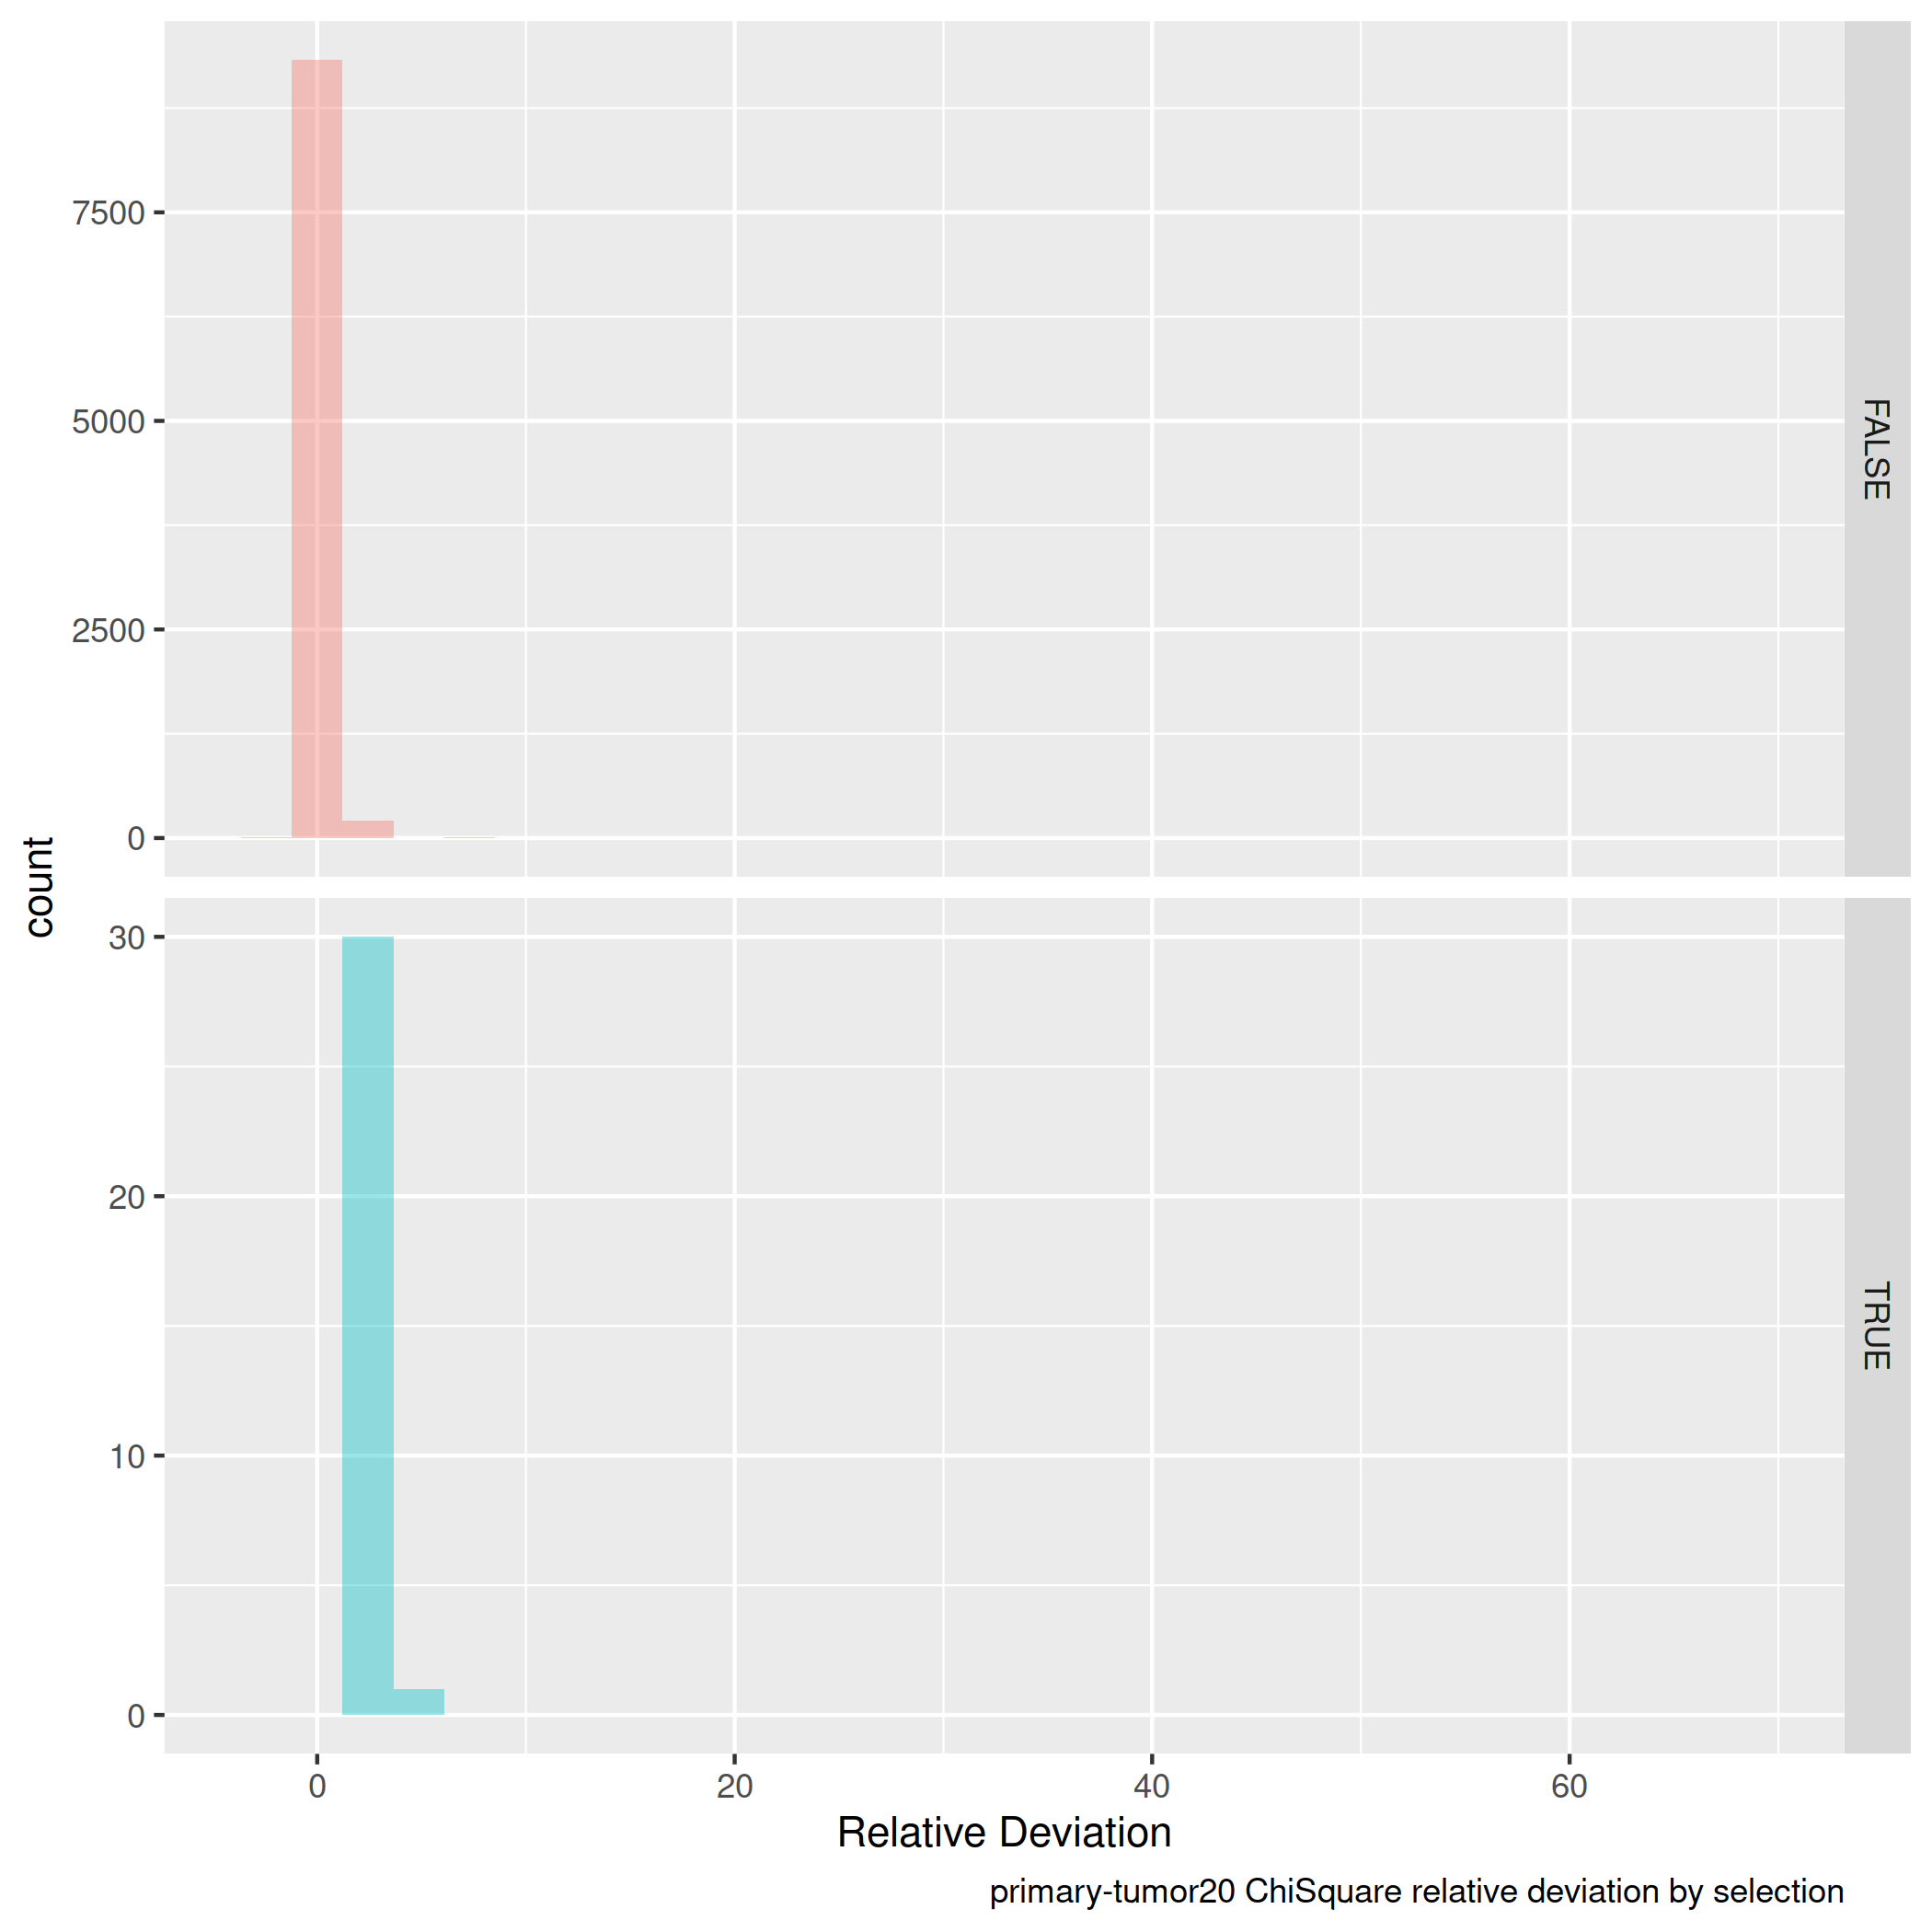 7500
5000
2500
0
FALSE
count
30
20
10
0
TRUE
0 20 40 60
Relative Deviation
primary-tumor20 ChiSquare relative deviation by selection